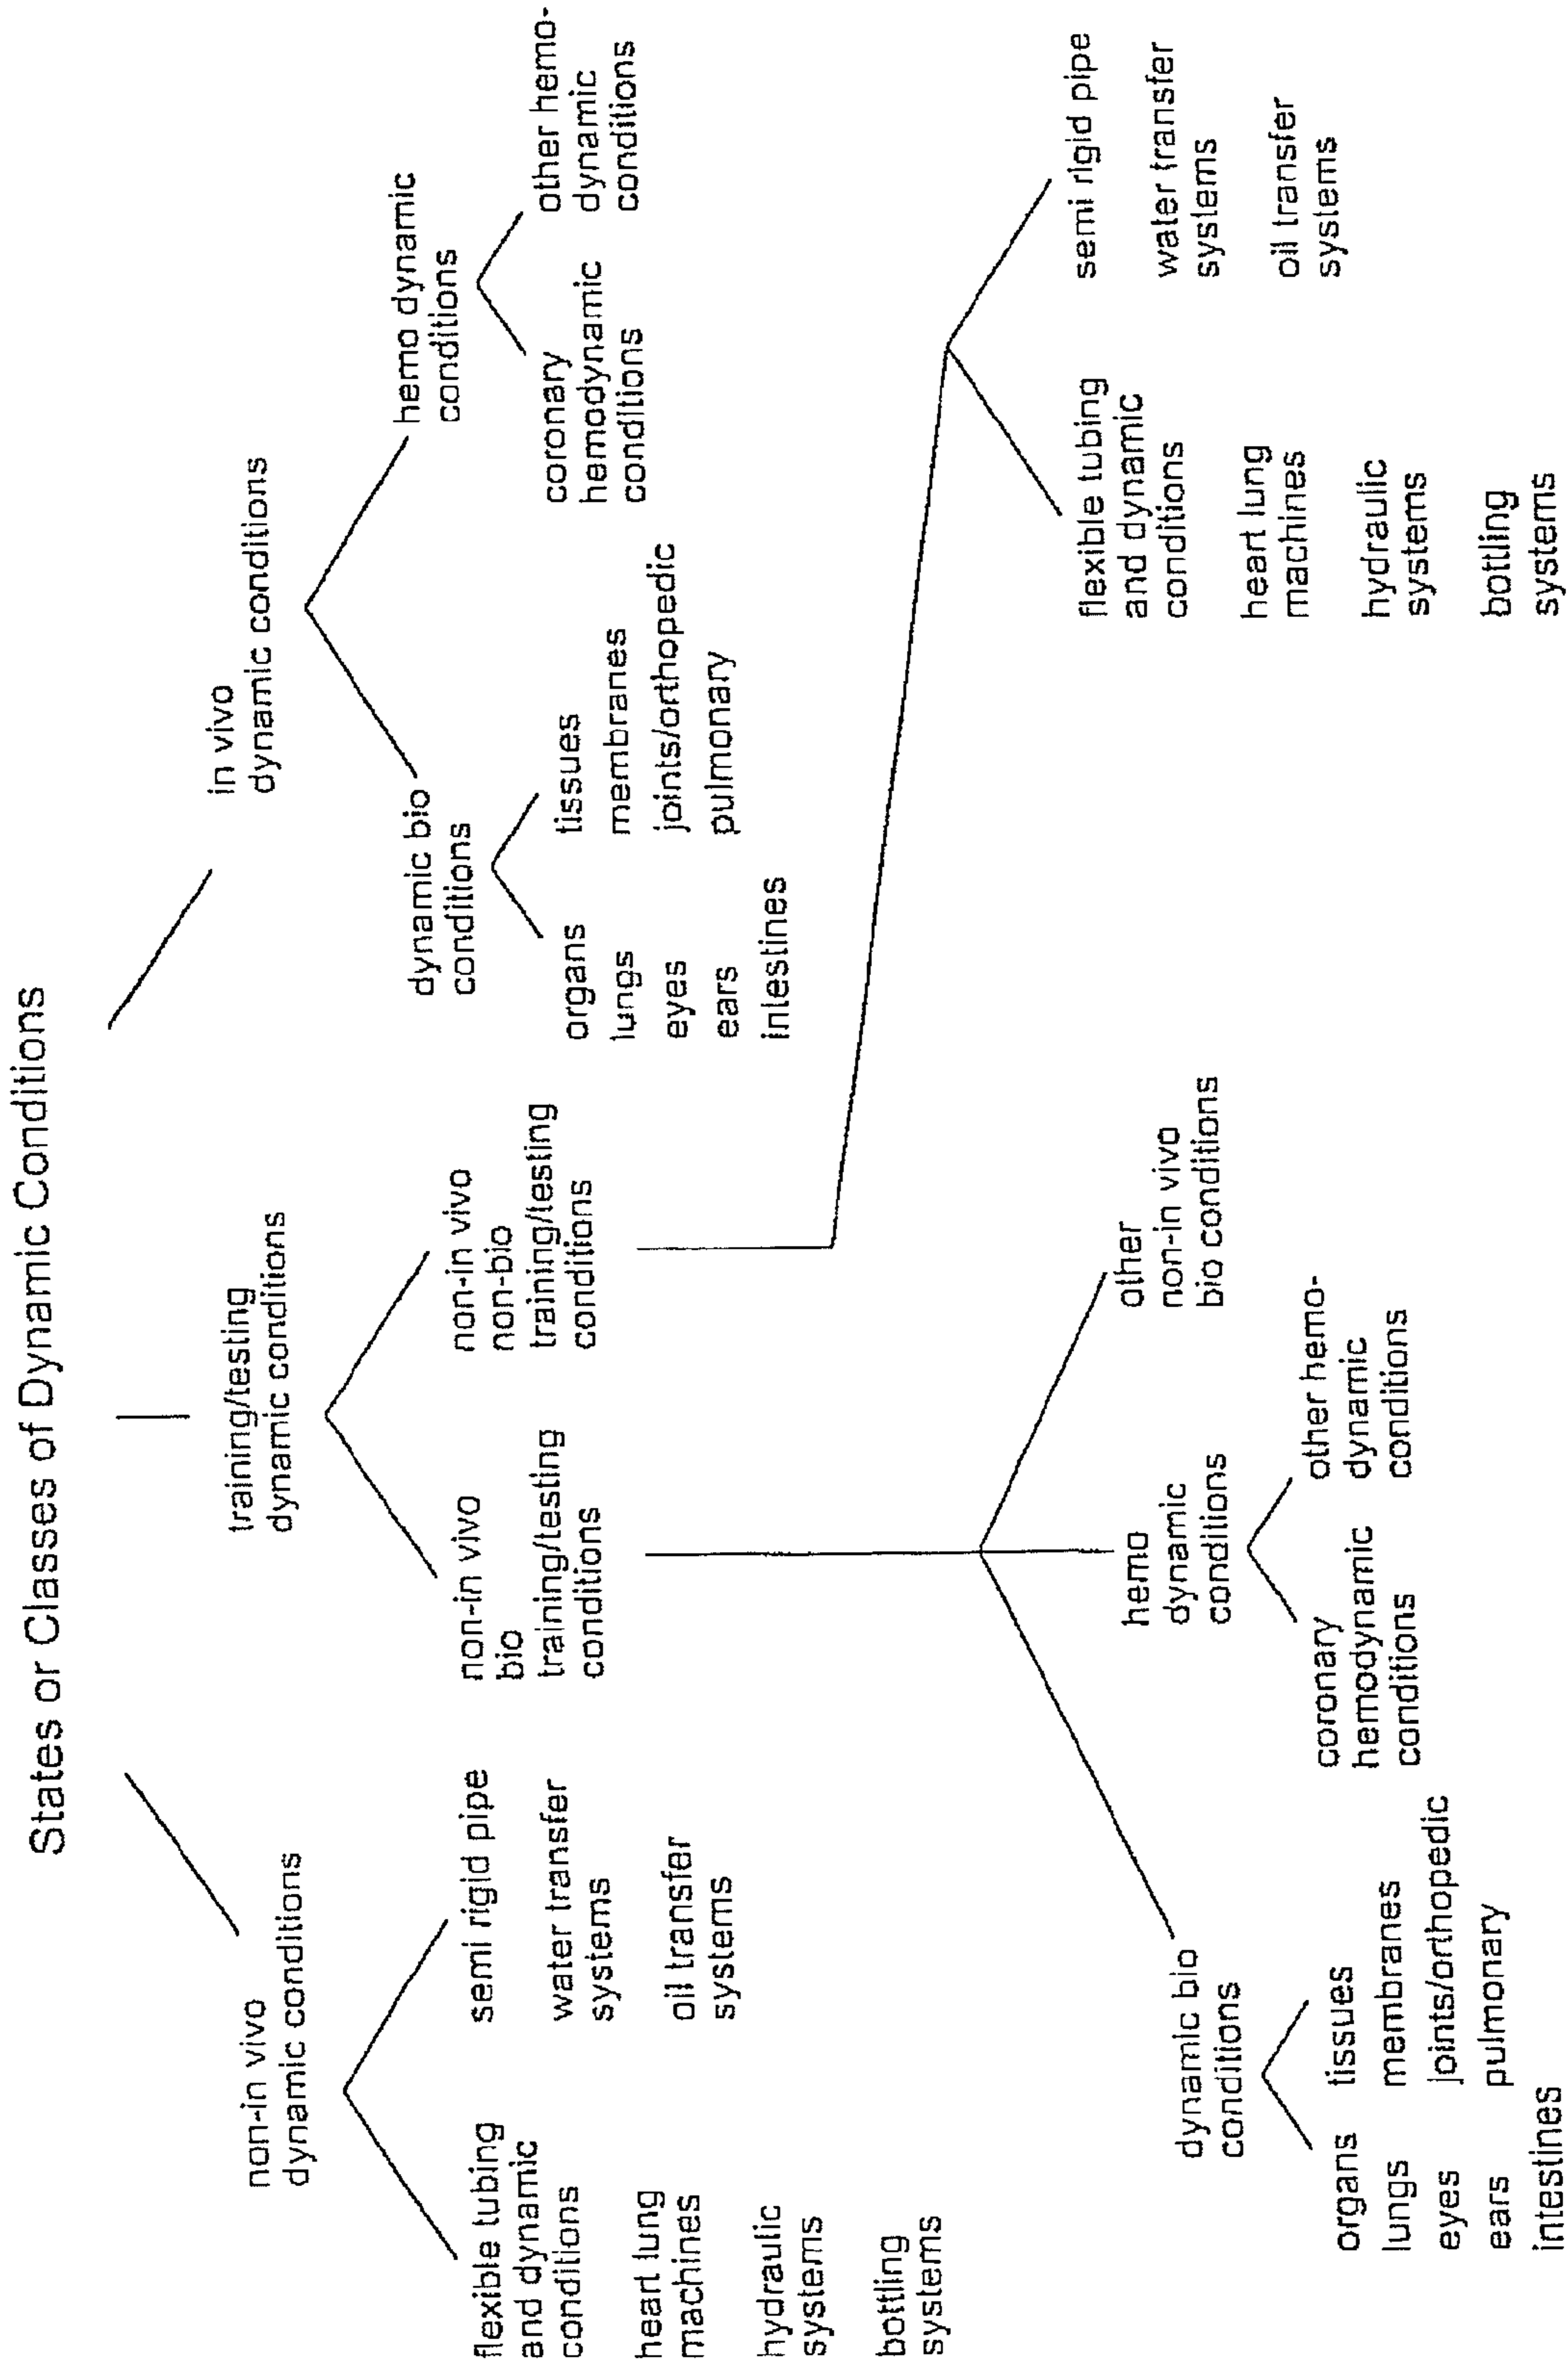 States or Classes of Dynamic Conditions
non-in vivo
dynamic conditions
flexible tubing
and dynamic
conditions
heart lung
machines
hydraulic
systems
bottling
systems
semi rigid pipe
water transfer
systems
oil transfer
systems
training/testing
dynamic conditions
non-in vivo
bio
training/testing
conditions
non-in vivo
non-bio
training/testing
conditions
in vivo
dynamic conditions
dynamic bio
conditions
organs
lungs
eyes
ears
intestines
tissues
membranes
joints/orthopedic
pulmonary
hemo dynamic
conditions
coronary
hemodynamic
conditions
other hemo-
dynamic
conditions
dynamic bio
conditions
organs
lungs
eyes
ears
intestines
tissues
membranes
joints/orthopedic
pulmonary
hemo
dynamic
conditions
coronary
hemodynamic
conditions
other hemo-
dynamic
conditions
other
non-in vivo
bio conditions
flexible tubing
and dynamic
conditions
heart lung
machines
hydraulic
systems
bottling
systems
semi rigid pipe
water transfer
systems
oil transfer
systems